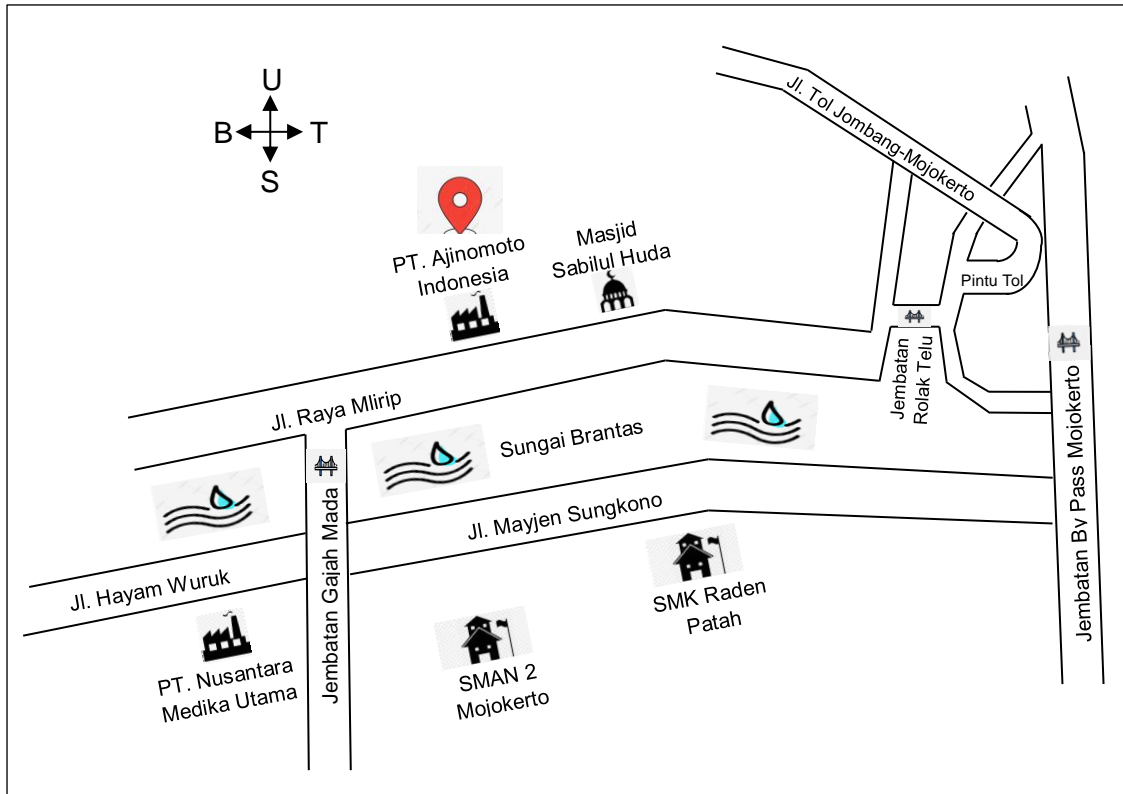 U
B T
S
Jl. Tol Jombang-Mojokerto
PT. Ajinomoto
Indonesia
Masjid
Sabilul Huda
Pintu Tol
Jembatan
Rolak Telu
Jl. Raya Mlirip
Sungai Brantas
Jembatan By Pass Mojokerto
Jl. Mayjen Sungkono
Jembatan Gajah Mada
Jl. Hayam Wuruk
SMK Raden
Patah
PT. Nusantara
Medika Utama
SMAN 2
Mojokerto